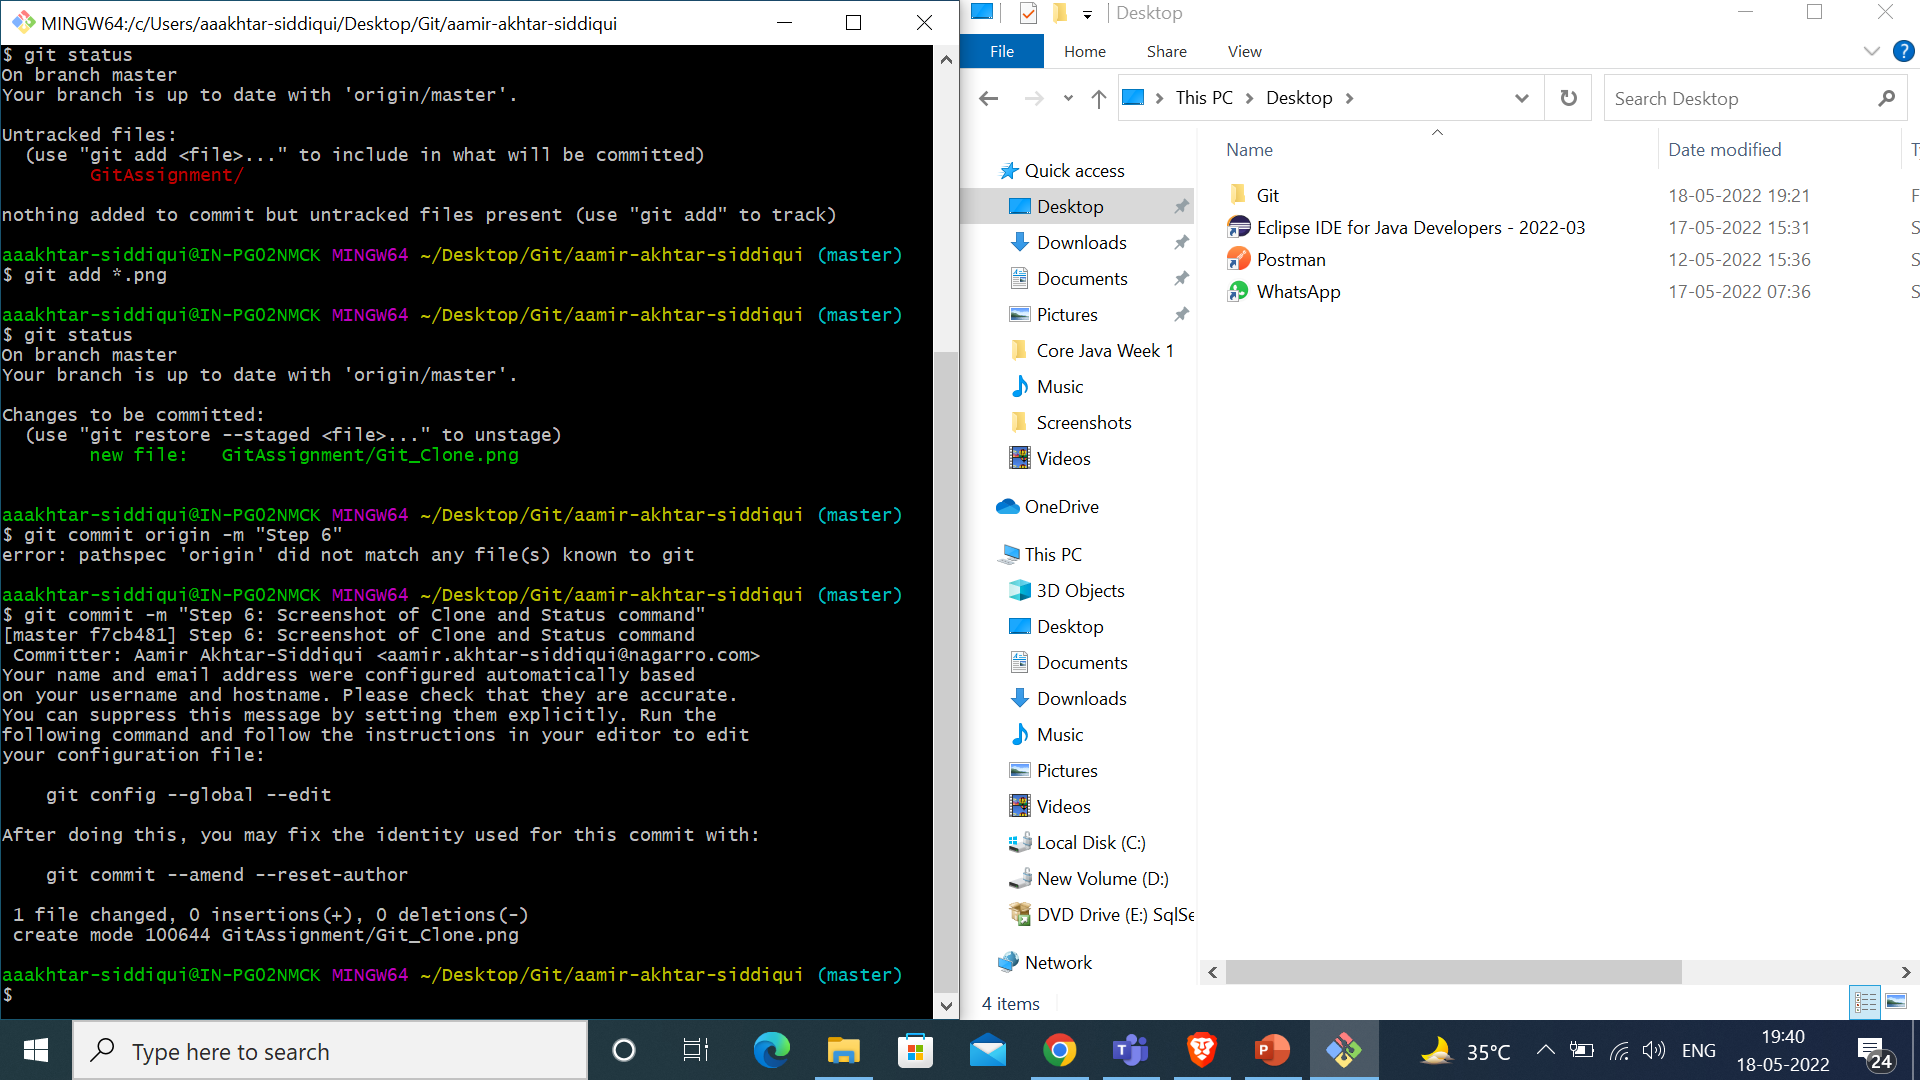 MINGW64:/c/Users/aaakhtar-siddiqui/Desktop/Git/aamir-akhtar-siddiqui
$ git status
On branch master
Your branch is up to date with 'origin/master'.
Untracked files:
(use "git add <file>..." to include in what will be committed)
GitAssignment/
nothing added to commit but untracked files present (use "git add" to track)
aaakhtar-siddiqui@IN-PG02NMCK MINGW64 ~/Desktop/Git/aamir-akhtar-siddiqui (master)
$ git add *.png
aaakhtar-siddiqui@IN-PG02NMCK MINGW64 ~/Desktop/Git/aamir-akhtar-siddiqui (master)
$ git status
On branch master
Your branch is up to date with 'origin/master'.
Changes to be committed:
(use "git restore --staged <file>..." to unstage)
new file:   GitAssignment/Git_Clone.png
aaakhtar-siddiqui@IN-PG02NMCK MINGW64 ~/Desktop/Git/aamir-akhtar-siddiqui (master)
$ git commit origin -m "Step 6"
error: pathspec 'origin' did not match any file(s) known to git
aaakhtar-siddiqui@IN-PG02NMCK MINGW64 ~/Desktop/Git/aamir-akhtar-siddiqui (master)
$ git commit -m "Step 6: Screenshot of Clone and Status command"
[master f7cb481] Step 6: Screenshot of Clone and Status command
Committer: Aamir Akhtar-Siddiqui <aamir.akhtar-siddiqui@nagarro.com>
Your name and email address were configured automatically based
on your username and hostname. Please check that they are accurate.
You can suppress this message by setting them explicitly. Run the
following command and follow the instructions in your editor to edit
your configuration file:
git config --global --edit
After doing this, you may fix the identity used for this commit with:
git commit --amend --reset-author
1 file changed, 0 insertions(+), 0 deletions(-)
create mode 100644 GitAssignment/Git_Clone.png
aaakhtar-siddiqui@IN-PG02NMCK MINGW64 ~/Desktop/Git/aamir-akhtar-siddiqui (master)
$
Desktop
File Home Share View
This PC Desktop
Search Desktop
Name Date modified
Quick access
Desktop
Downloads
Documents
Pictures
Core Java Week 1
Music
Screenshots
Videos
OneDrive
This PC
3D Objects
Desktop
Documents
Downloads
Music
Pictures
Videos
Local Disk (C:)
New Volume (D:)
DVD Drive (E:) SqlSe
Network
Git 18-05-2022 19:21 F
Eclipse IDE for Java Developers - 2022-03 17-05-2022 15:31 S
Postman 12-05-2022 15:36 S
WhatsApp 17-05-2022 07:36 S
4 items
Type here to search
35°C
ENG
19:40
18-05-2022
24